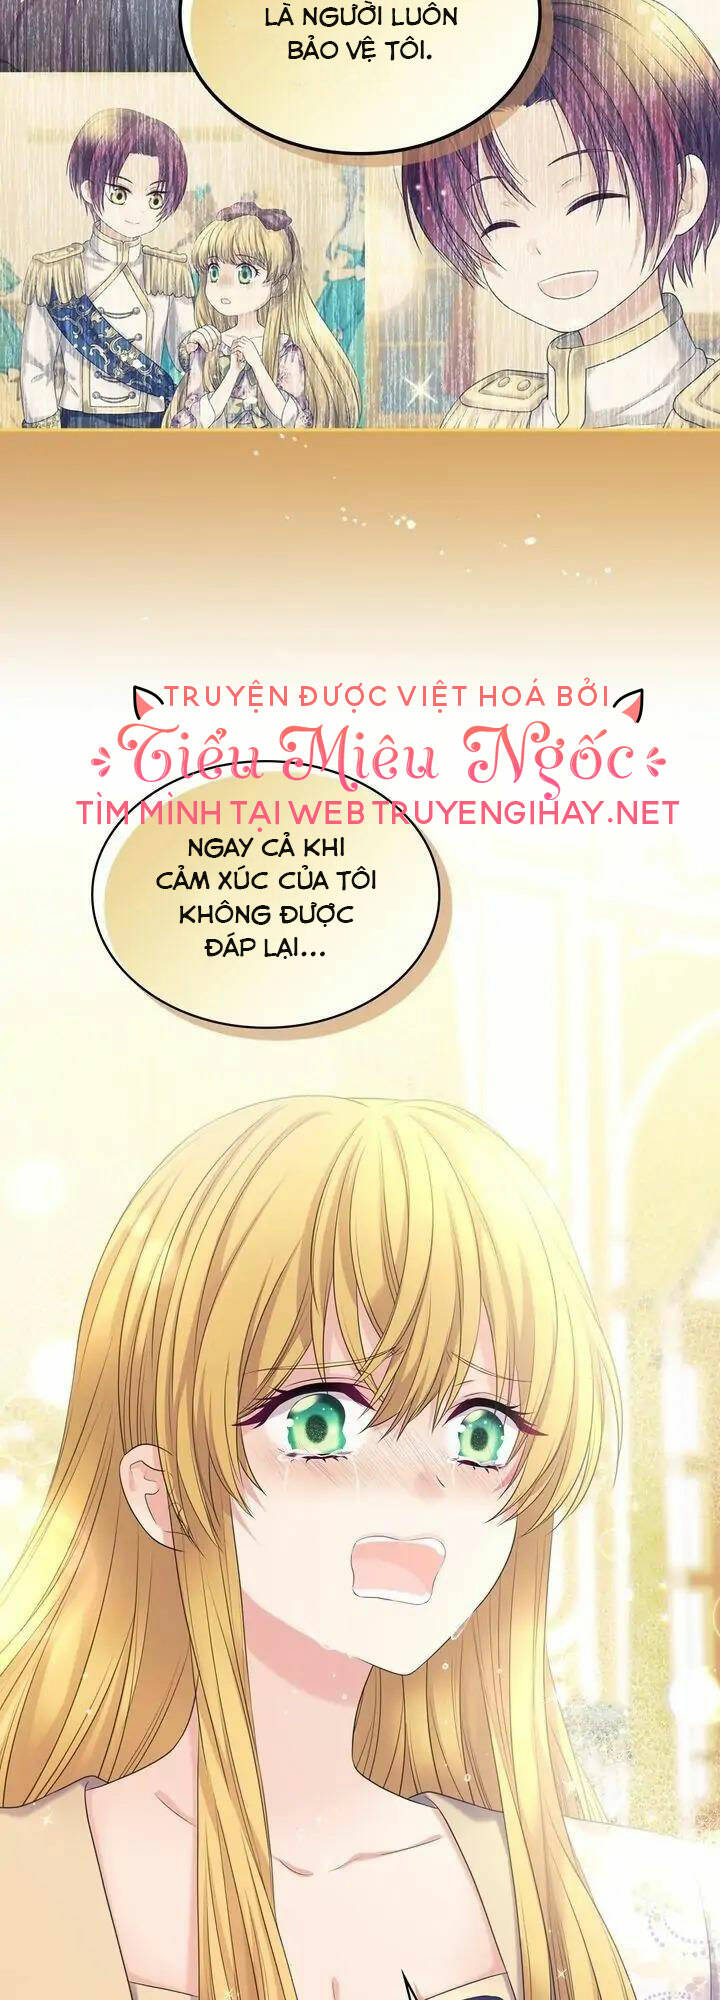 LÀ NGƯỜI LUÔN
BẢO VỆ TÔI.
TRUYỆN ĐƯỢC VIỆT HOÁ BỞI
Tiểu Miêu Ngốc
TÌM MÌNH TẠI WEB TRUYENGIHAY.NET
NGAY CẢ KHI
CẢM XÚC CỦA TÔI
KHÔNG ĐƯỢC
ĐÁP LẠI...